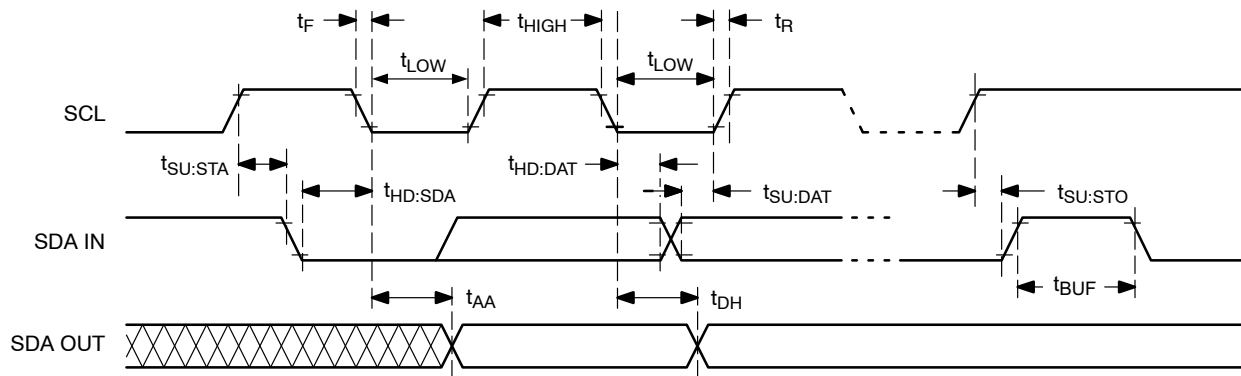 tF
tHIGH
tR
tLOW
tLOW
SCL
tSU:STA
tHD:SDA
tHD:DAT
tSU:DAT
tSU:STO
SDA IN
tBUF
tAA
tDH
SDA OUT